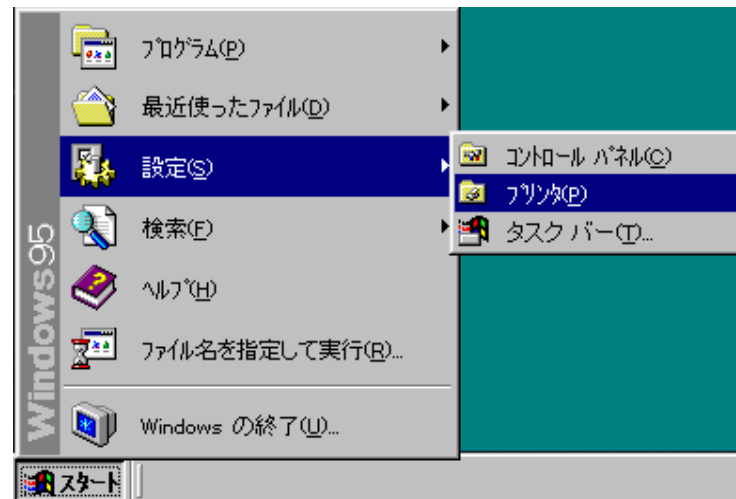 Windows95
ﾌﾟﾛｸﾞﾗﾑ(P)
最近使ったﾌｧｲﾙ(D)
設定(S)
検索(F)
ﾍﾙﾌﾟ(H)
ﾌｧｲﾙ名を指定して実行(R)...
Windows の終了(U)...
ｺﾝﾄﾛｰﾙ ﾊﾟﾈﾙ(C)
ﾌﾟﾘﾝﾀ(P)
タスク バー(T)...
スタート